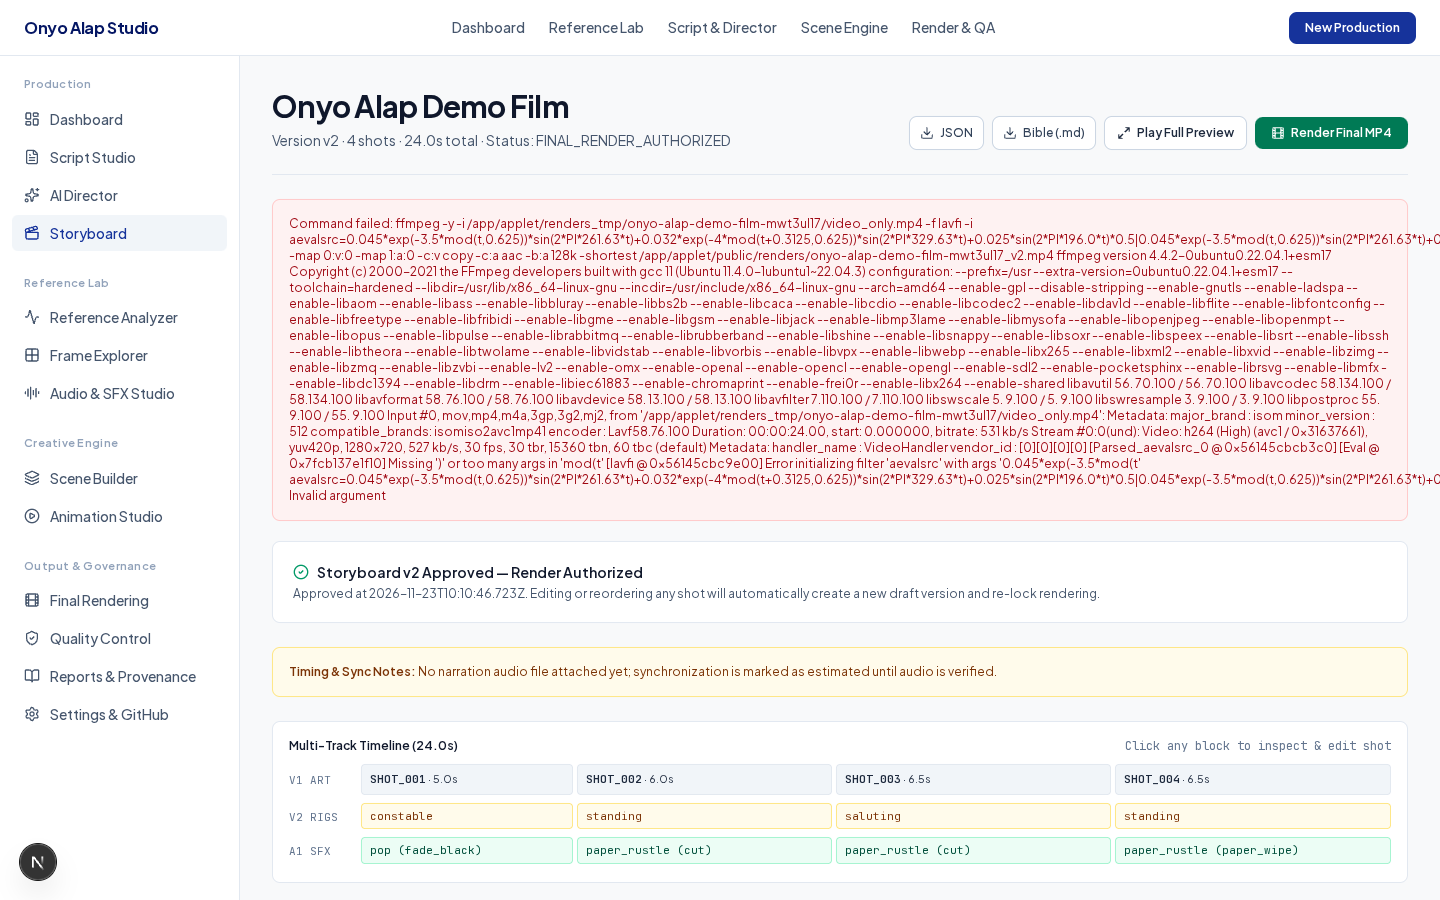 Onyo Alap Studio
Dashboard
Reference Lab
Script & Director
Scene Engine
Render & QA
New Production
Production
Dashboard
Script Studio
AI Director
Storyboard
Reference Lab
Reference Analyzer
Frame Explorer
Audio & SFX Studio
Creative Engine
Scene Builder
Animation Studio
Output & Governance
Final Rendering
Quality Control
Reports & Provenance
Settings & GitHub
Onyo Alap Demo Film
Version v2 · 4 shots · 24.0s total · Status: FINAL_RENDER_AUTHORIZED
JSON
Bible (.md)
Play Full Preview
Render Final MP4
Command failed: ffmpeg -y -i /app/applet/renders_tmp/onyo-alap-demo-film-mwt3ul17/video_only.mp4 -f lavfi -i
aevalsrc=0.045*exp(-3.5*mod(t,0.625))*sin(2*PI*261.63*t)+0.032*exp(-4*mod(t+0.3125,0.625))*sin(2*PI*329.63*t)+0.025*sin(2*PI*196.0*t)*0.5|0.045*exp(-3.5*mod(t,0.625))*sin(2*PI*261.63*t)+0
-map 0:v:0 -map 1:a:0 -c:v copy -c:a aac -b:a 128k -shortest /app/applet/public/renders/onyo-alap-demo-film-mwt3ul17_v2.mp4 ffmpeg version 4.4.2-0ubuntu0.22.04.1+esm17
Copyright (c) 2000-2021 the FFmpeg developers built with gcc 11 (Ubuntu 11.4.0-1ubuntu1~22.04.3) configuration: --prefix=/usr --extra-version=0ubuntu0.22.04.1+esm17 --
toolchain=hardened --libdir=/usr/lib/x86_64-linux-gnu --incdir=/usr/include/x86_64-linux-gnu --arch=amd64 --enable-gpl --disable-stripping --enable-gnutls --enable-ladspa --
enable-libaom --enable-libass --enable-libbluray --enable-libbs2b --enable-libcaca --enable-libcdio --enable-libcodec2 --enable-libdav1d --enable-libflite --enable-libfontconfig --
enable-libfreetype --enable-libfribidi --enable-libgme --enable-libgsm --enable-libjack --enable-libmp3lame --enable-libmysofa --enable-libopenjpeg --enable-libopenmpt --
enable-libopus --enable-libpulse --enable-librabbitmq --enable-librubberband --enable-libshine --enable-libsnappy --enable-libsoxr --enable-libspeex --enable-libsrt --enable-libssh
--enable-libtheora --enable-libtwolame --enable-libvidstab --enable-libvorbis --enable-libvpx --enable-libwebp --enable-libx265 --enable-libxml2 --enable-libxvid --enable-libzimg --
enable-libzmq --enable-libzvbi --enable-lv2 --enable-omx --enable-openal --enable-opencl --enable-opengl --enable-sdl2 --enable-pocketsphinx --enable-librsvg --enable-libmfx -
-enable-libdc1394 --enable-libdrm --enable-libiec61883 --enable-chromaprint --enable-frei0r --enable-libx264 --enable-shared libavutil 56. 70.100 / 56. 70.100 libavcodec 58.134.100 /
58.134.100 libavformat 58. 76.100 / 58. 76.100 libavdevice 58. 13.100 / 58. 13.100 libavfilter 7.110.100 / 7.110.100 libswscale 5. 9.100 / 5. 9.100 libswresample 3. 9.100 / 3. 9.100 libpostproc 55.
9.100 / 55. 9.100 Input #0, mov,mp4,m4a,3gp,3g2,mj2, from '/app/applet/renders_tmp/onyo-alap-demo-film-mwt3ul17/video_only.mp4': Metadata: major_brand : isom minor_version :
512 compatible_brands: isomiso2avc1mp41 encoder : Lavf58.76.100 Duration: 00:00:24.00, start: 0.000000, bitrate: 531 kb/s Stream #0:0(und): Video: h264 (High) (avc1 / 0x31637661),
yuv420p, 1280x720, 527 kb/s, 30 fps, 30 tbr, 15360 tbn, 60 tbc (default) Metadata: handler_name : VideoHandler vendor_id : [0][0][0][0] [Parsed_aevalsrc_0 @ 0x56145cbcb3c0] [Eval @
0x7fcb137e1f10] Missing ')' or too many args in 'mod(t' [lavfi @ 0x56145cbc9e00] Error initializing filter 'aevalsrc' with args '0.045*exp(-3.5*mod(t'
aevalsrc=0.045*exp(-3.5*mod(t,0.625))*sin(2*PI*261.63*t)+0.032*exp(-4*mod(t+0.3125,0.625))*sin(2*PI*329.63*t)+0.025*sin(2*PI*196.0*t)*0.5|0.045*exp(-3.5*mod(t,0.625))*sin(2*PI*261.63*t)+0
Invalid argument
Storyboard v2 Approved — Render Authorized
Approved at 2026-11-23T10:10:46.723Z. Editing or reordering any shot will automatically create a new draft version and re-lock rendering.
Timing & Sync Notes: No narration audio file attached yet; synchronization is marked as estimated until audio is verified.
Multi-Track Timeline (24.0s)
Click any block to inspect & edit shot
V1 ART
SHOT_001 · 5.0s
SHOT_002 · 6.0s
SHOT_003 · 6.5s
SHOT_004 · 6.5s
V2 RIGS
constable
standing
saluting
standing
A1 SFX
pop (fade_black)
paper_rustle (cut)
paper_rustle (cut)
paper_rustle (paper_wipe)
N